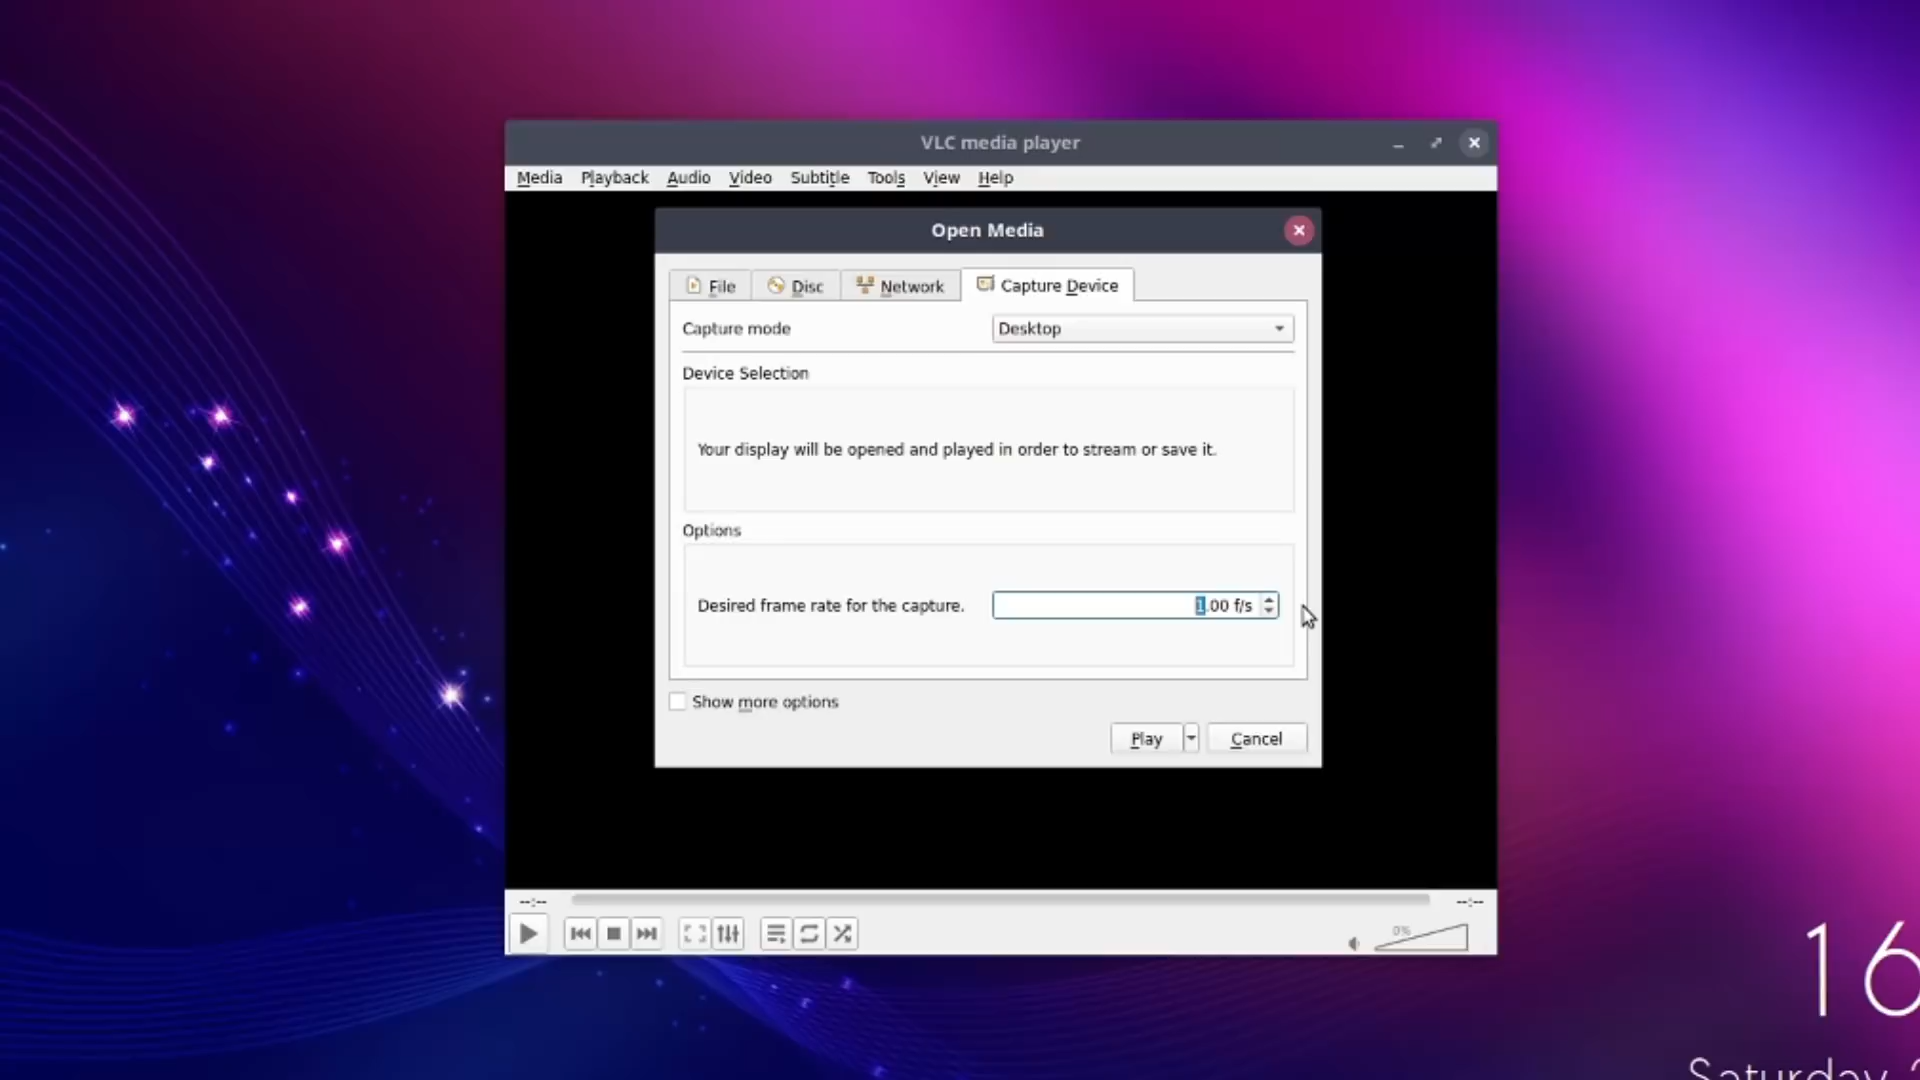 VLC media player
Media Playback Audio Video Subtitle Tools View Help
Open Media
File Disc Network Capture Device
Capture mode Desktop
Device Selection
Your display will be opened and played in order to stream or save it.
Options
Desired frame rate for the capture. 1.00 f/s
Show more options
Play Cancel
--:-- --:--
0%
16
Saturday